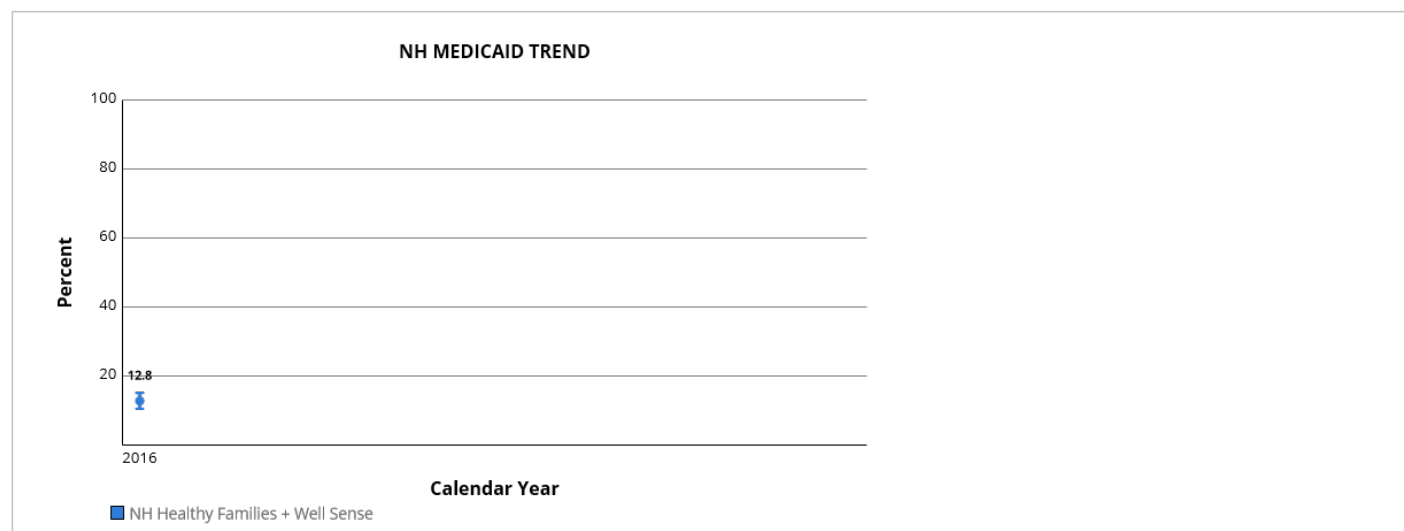 NH MEDICAID TREND
100
80
60
Percent
40
20
12.8
2016
Calendar Year
NH Healthy Families + Well Sense